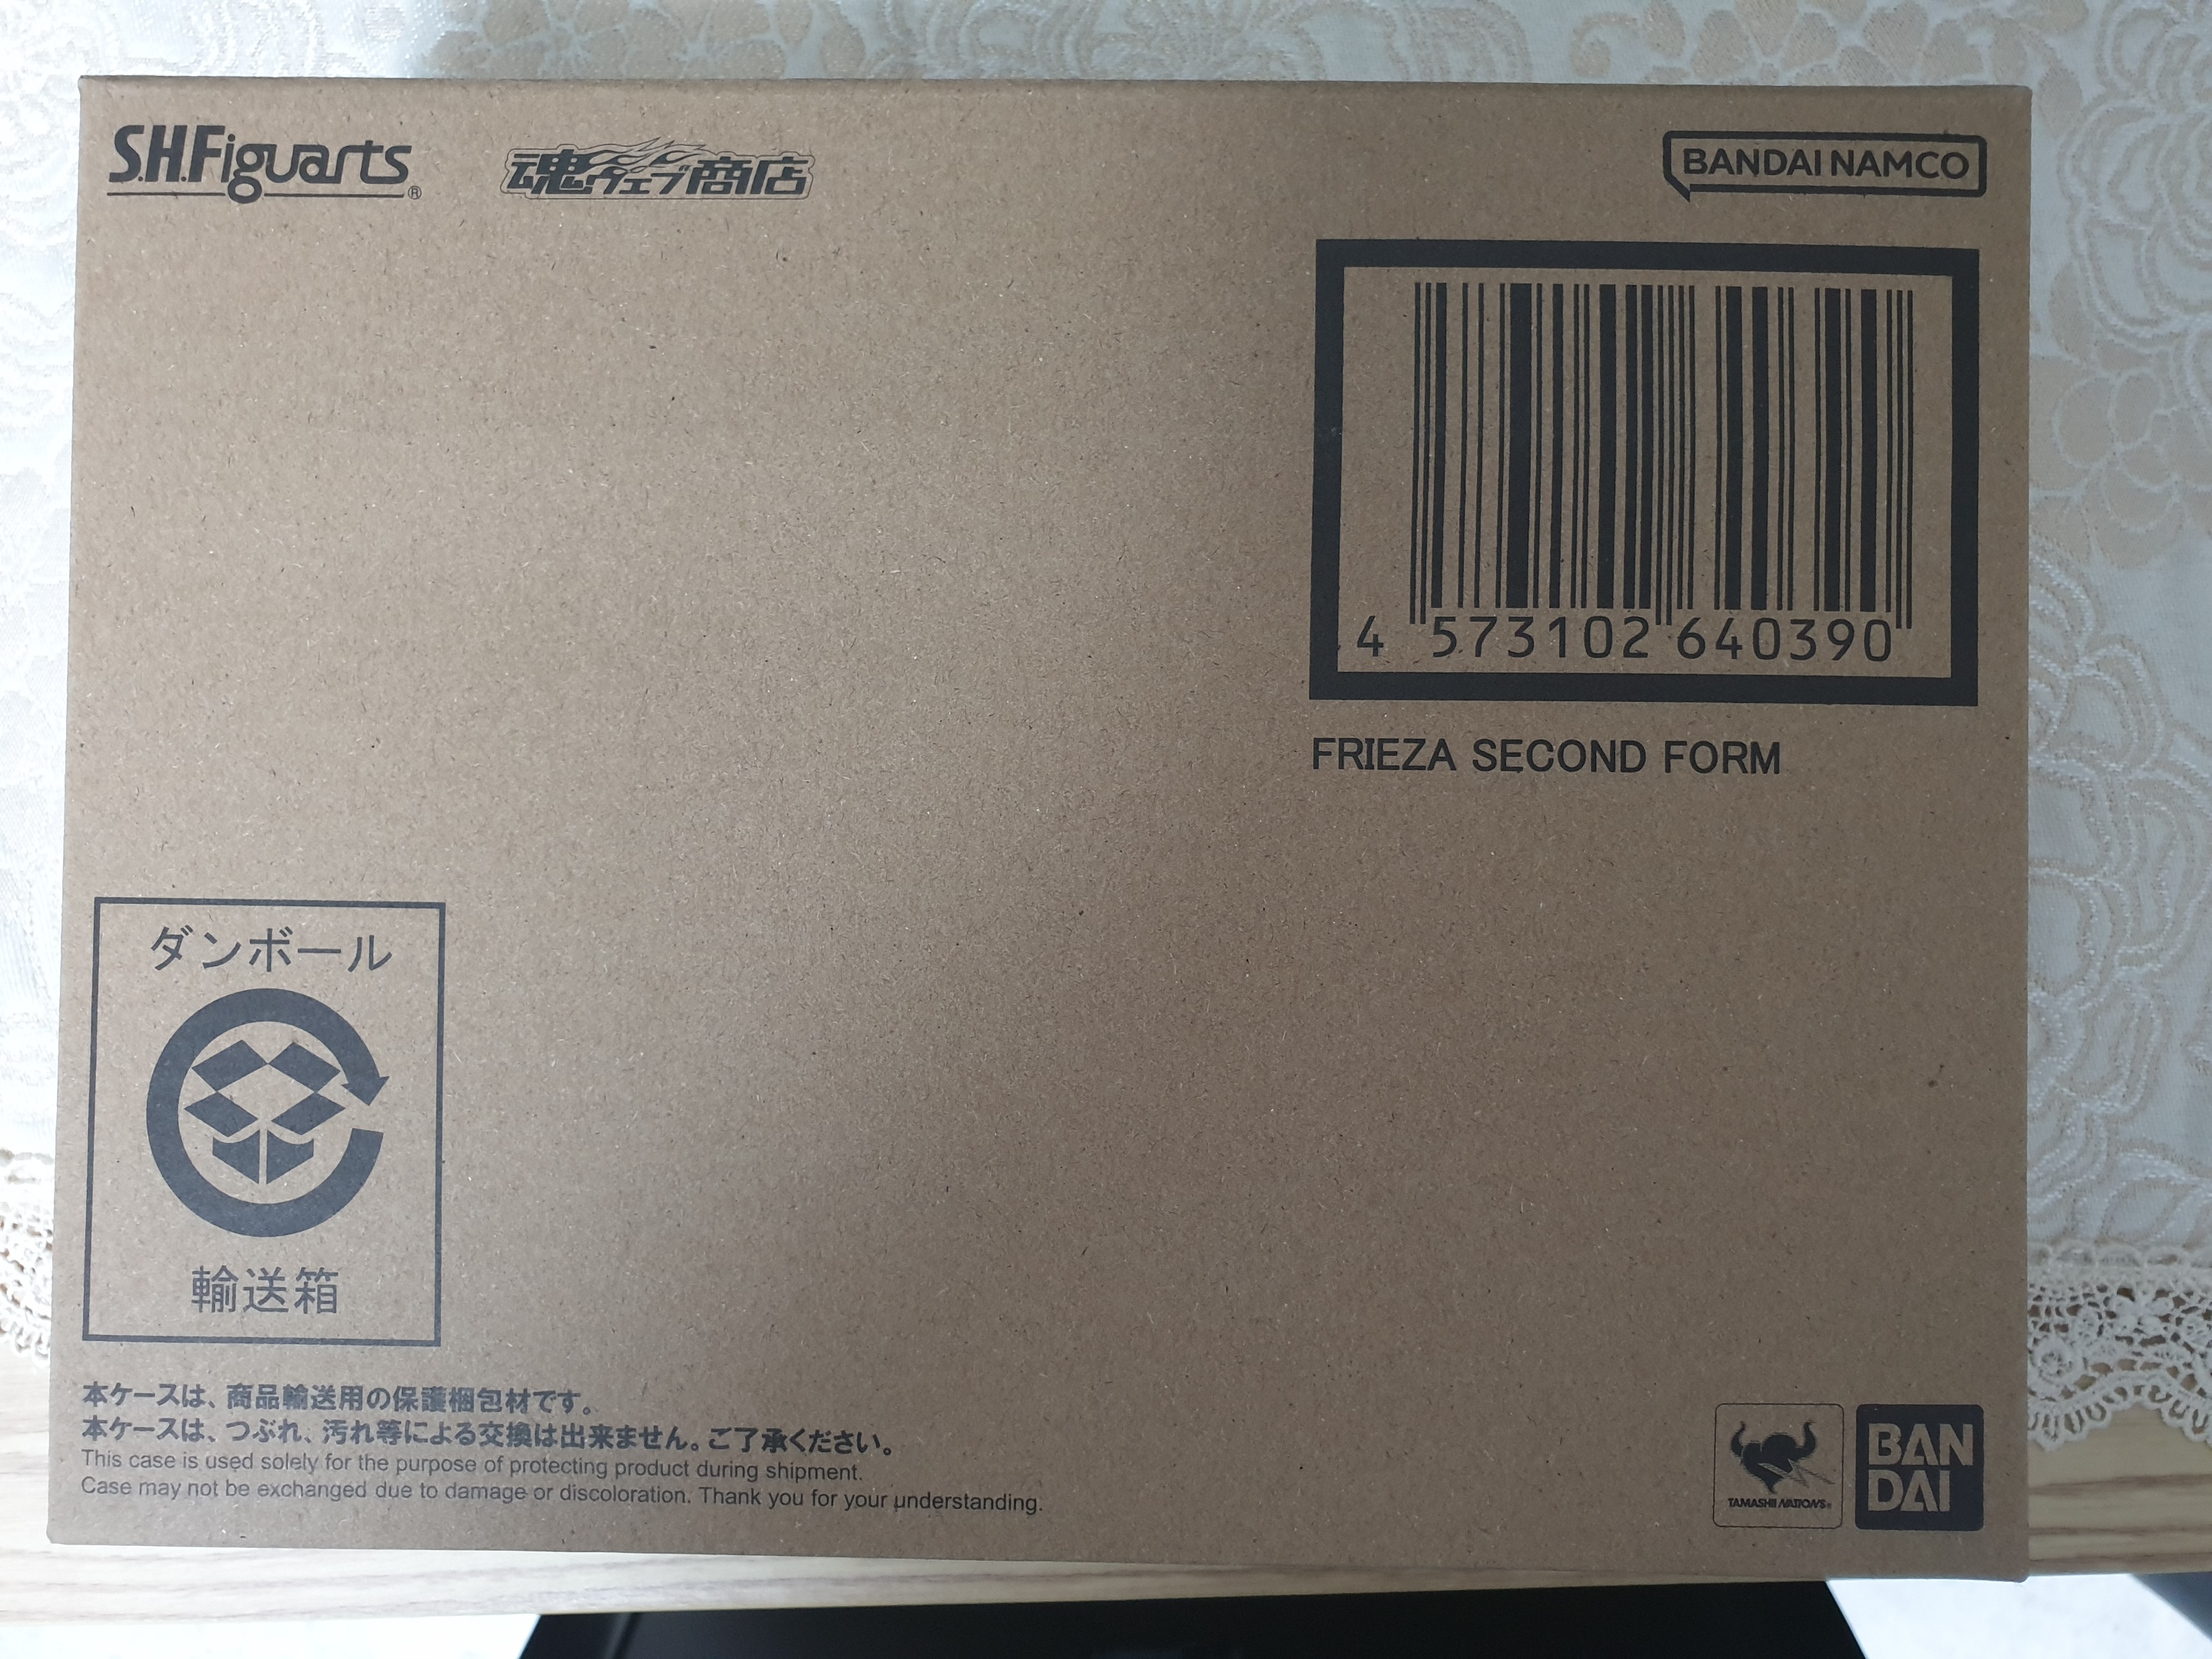 S.H.Figuarts®
魂ウェブ商店
BANDAI NAMCO
4 573102 640390
FRIEZA SECOND FORM
ダンボール
輸送箱
本ケースは、商品輸送用の保護梱包材です。
本ケースは、つぶれ、汚れ等による交換は出来ません。ご了承ください。
This case is used solely for the purpose of protecting product during shipment.
Case may not be exchanged due to damage or discoloration. Thank you for your understanding.
TAMASHII NATIONS®
BAN
DAI